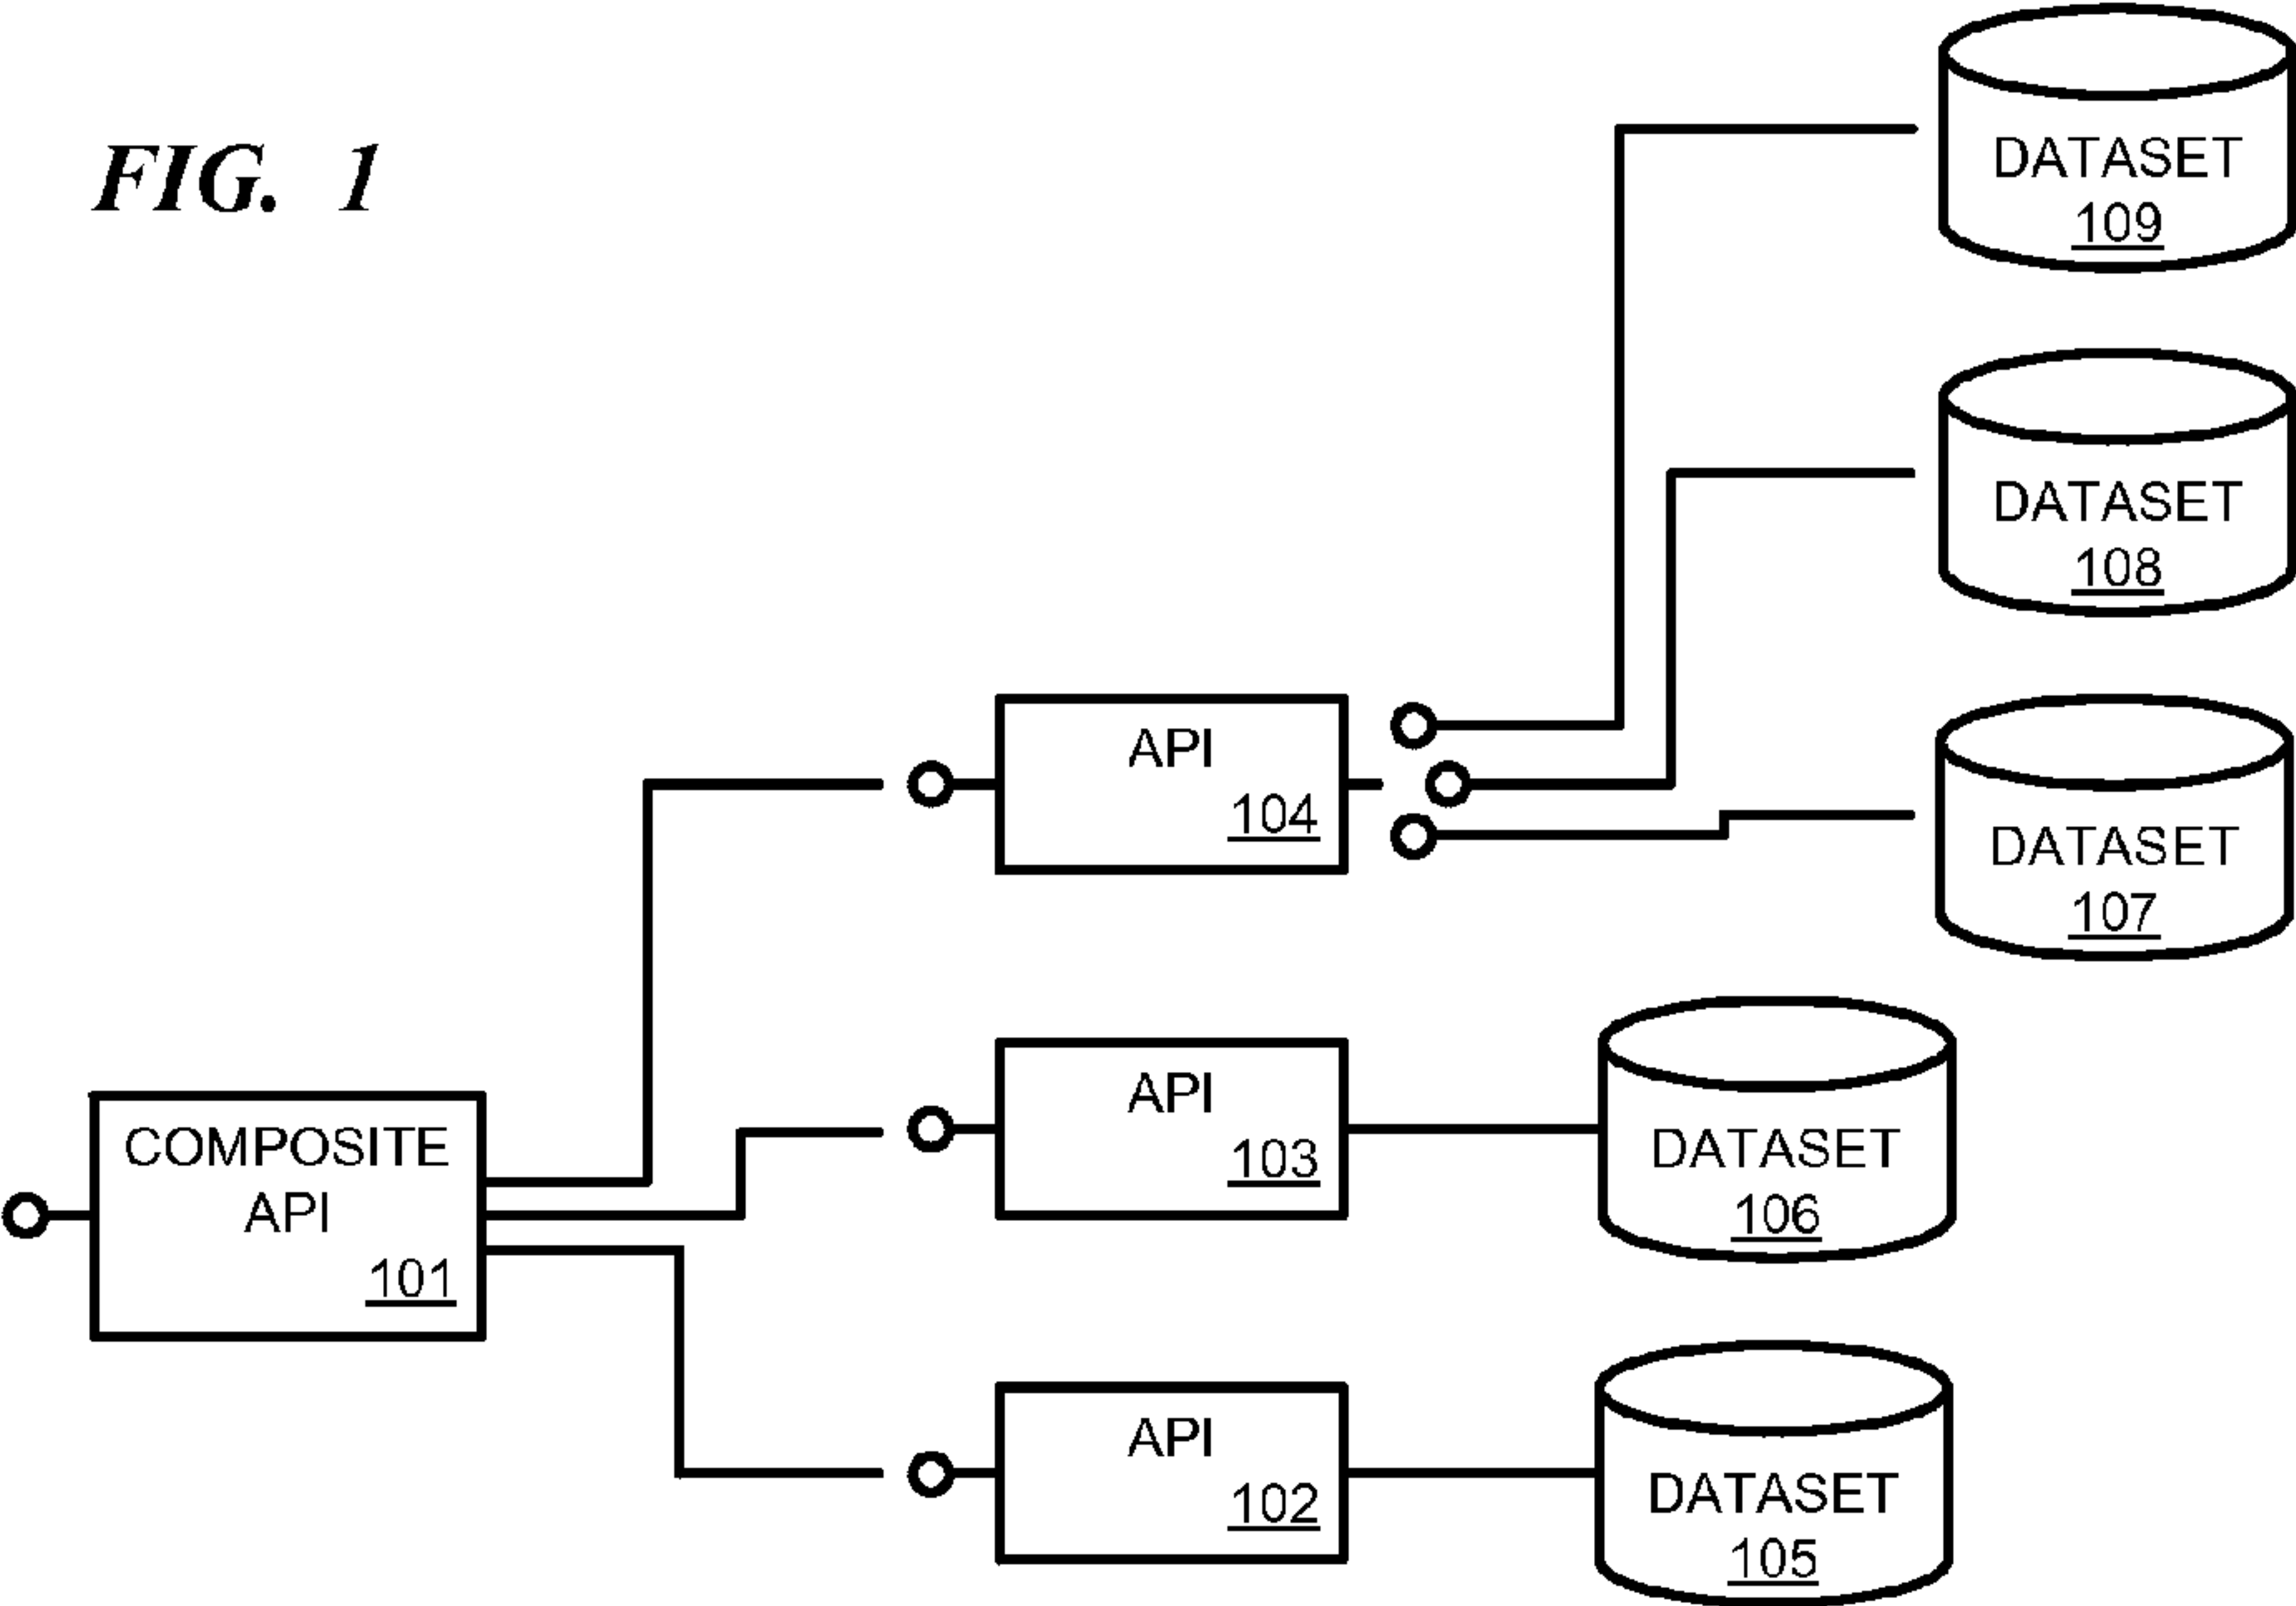 FIG. 1
DATASET
109
DATASET
108
API
104
DATASET
107
API
103
DATASET
106
COMPOSITE
API
101
API
102
DATASET
105